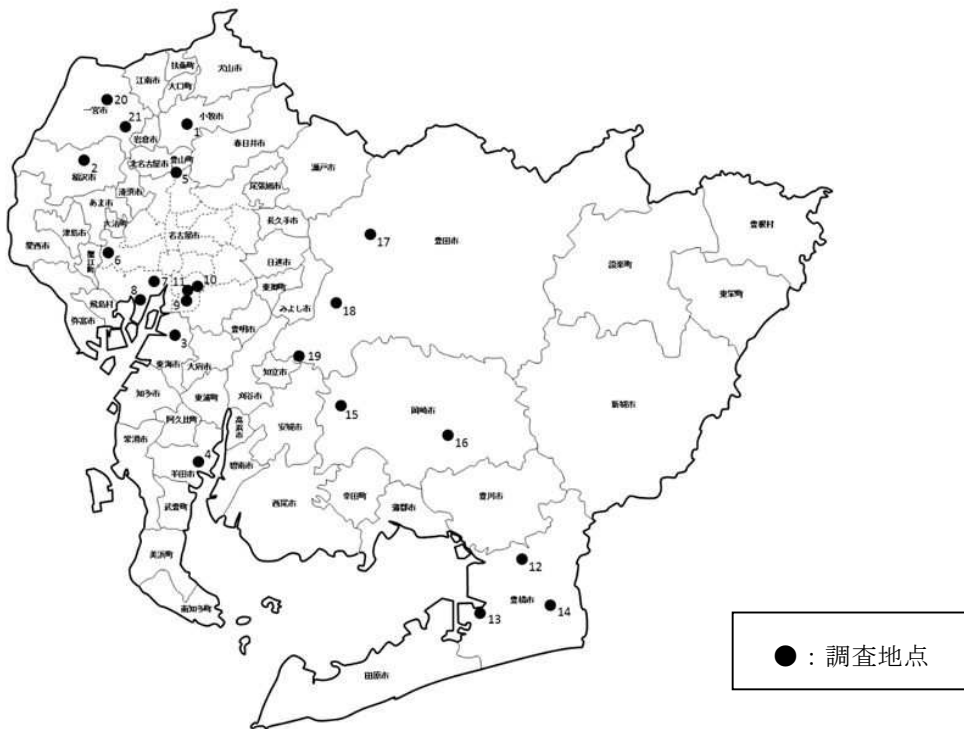 扶桑町
犬山市
江南市
大口町
20
一宮市
小牧市
1
21
岩倉市
春日井市
2
稲沢市
北名古屋市
豊山町
5
瀬戸市
清須市
尾張旭市
あま市
津島市
大治町
長久手市
名古屋市
愛西市
蟹江町
6
日進市
17
豊田市
設楽町
豊根村
東栄町
7
11
10
東郷町
8
9
みよし市
18
飛島村
弥富市
豊明市
3
東海市
大府市
19
知立市
知多市
東浦町
刈谷市
15
岡崎市
新城市
阿久比町
高浜市
安城市
16
常滑市
4
半田市
碧南市
西尾市
幸田町
蒲郡市
豊川市
武豊町
美浜町
12
豊橋市
南知多町
13
14
田原市
●：調査地点